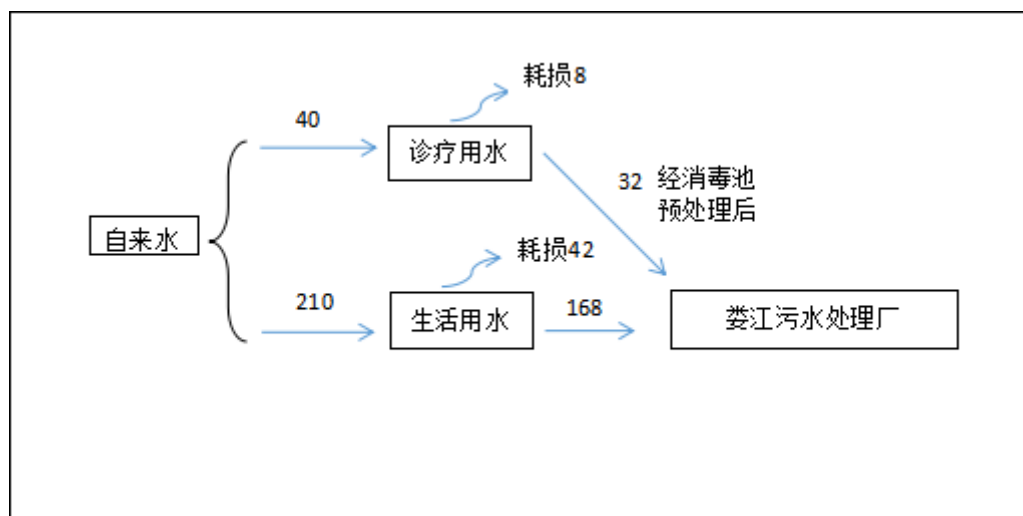 耗损8
40
诊疗用水
32 经消毒池
预处理后
自来水
耗损42
210
生活用水
168
娄江污水处理厂